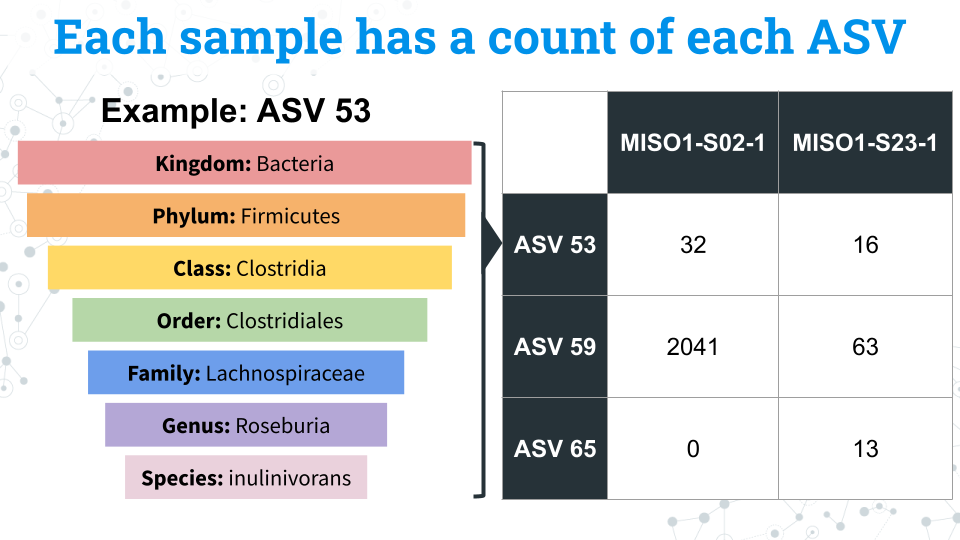 Each sample has a count of each ASV
Example: ASV 53
Kingdom: Bacteria
Phylum: Firmicutes
Class: Clostridia
Order: Clostridiales
Family: Lachnospiraceae
Genus: Roseburia
Species: inulinivorans
MISO1-S02-1 MISO1-S23-1
ASV 53 32 16
ASV 59 2041 63
ASV 65 0 13